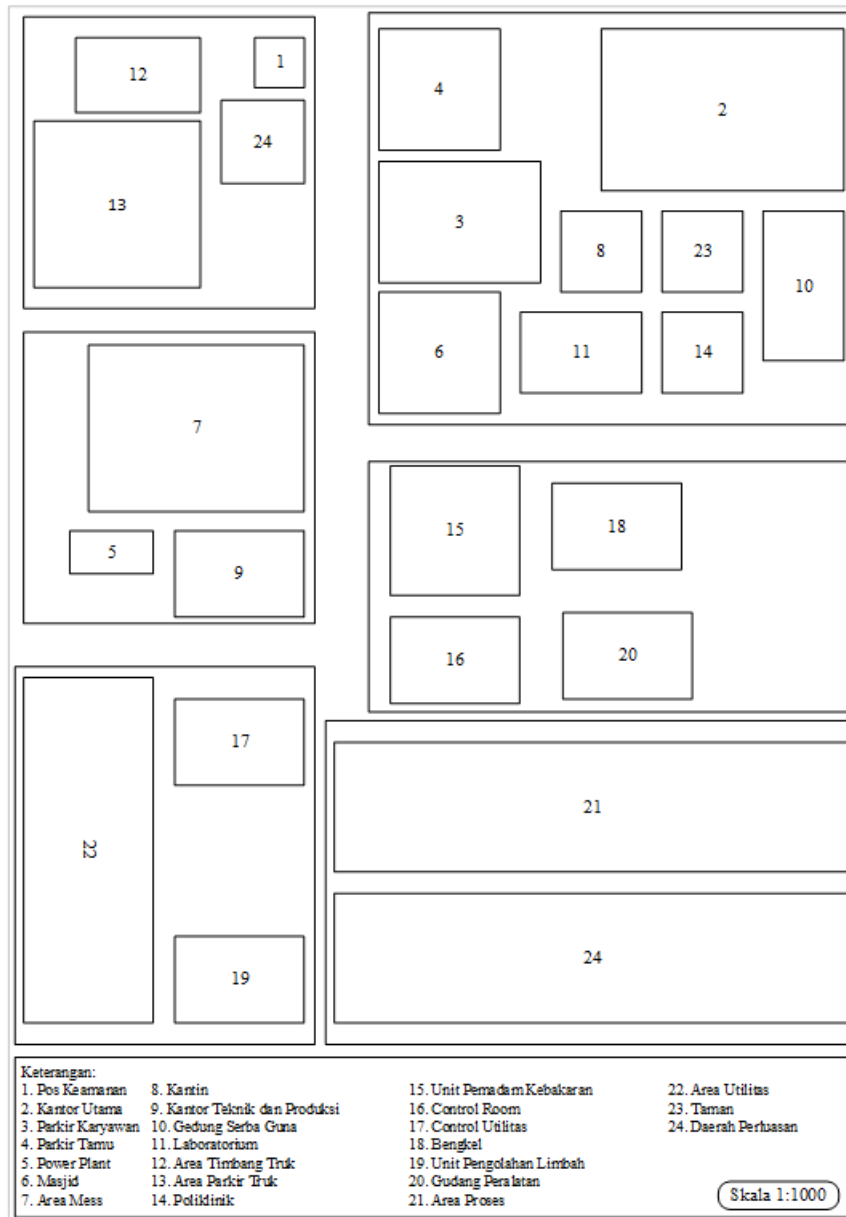 12
1
24
13
4
2
3
8
23
10
6
11
14
7
5
9
15
18
16
20
22
17
19
21
24
Keterangan:
1. Pos Keamanan
2. Kantor Utama
3. Parkir Karyawan
4. Parkir Tamu
5. Power Plant
6. Masjid
7. Area Mess
8. Kantin
9. Kantor Teknik dan Produksi
10. Gedung Serba Guna
11. Laboratorium
12. Area Timbang Truk
13. Area Parkir Truk
14. Poliklinik
15. Unit Pemadam Kebakaran
16. Control Room
17. Control Utilitas
18. Bengkel
19. Unit Pengolahan Limbah
20. Gudang Peralatan
21. Area Proses
22. Area Utilitas
23. Taman
24. Daerah Perluasan
Skala 1:1000